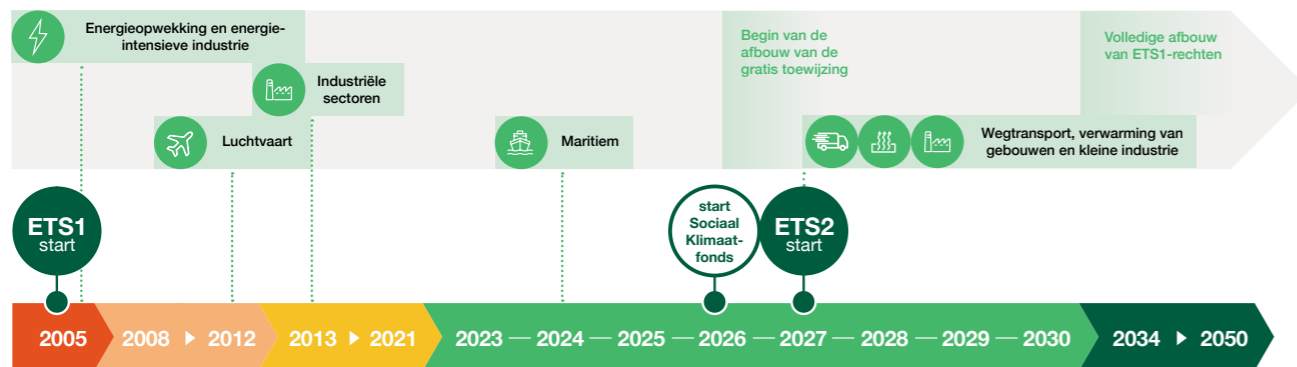 Energieopwekking en energie-
intensieve industrie
Industriële
sectoren
Luchtvaart
Maritiem
Begin van de
afbouw van de
gratis toewijzing
Volledige afbouw
van ETS1-rechten
Wegtransport, verwarming van
gebouwen en kleine industrie
ETS1
start
start
Sociaal
Klimaat-
fonds
ETS2
start
2005 2008 ▶ 2012 2013 ▶ 2021 2023 — 2024 — 2025 — 2026 — 2027 — 2028 — 2029 — 2030 2034 ▶ 2050